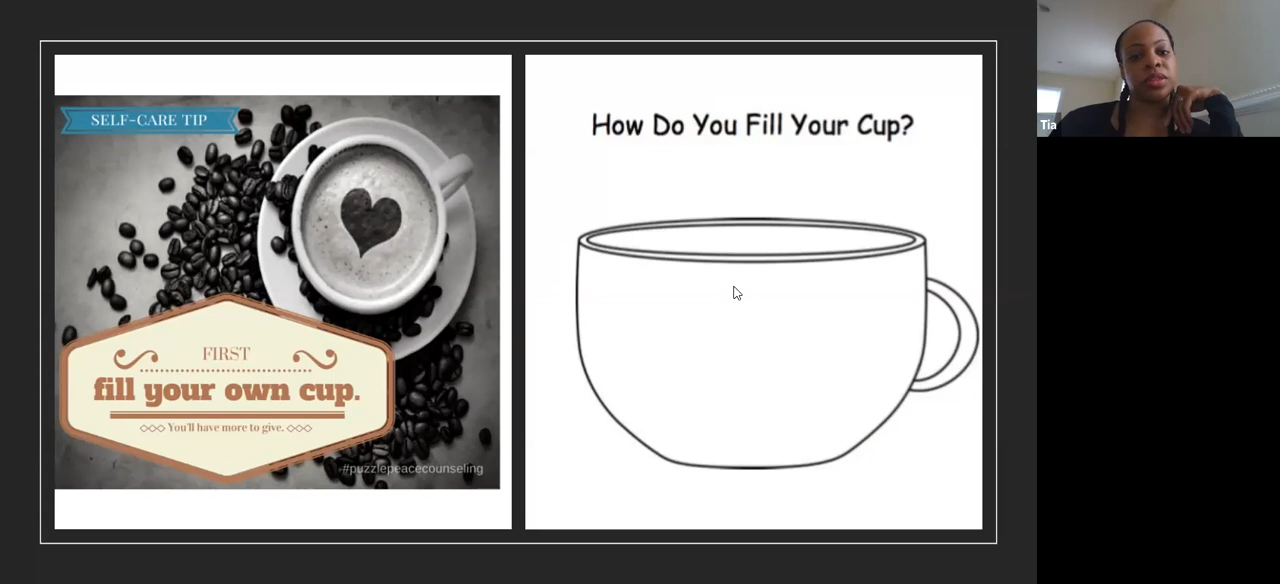 SELF-CARE TIP
FIRST
fill your own cup.
You'll have more to give.
#puzzlepeacecounseling
How Do You Fill Your Cup?
Tia